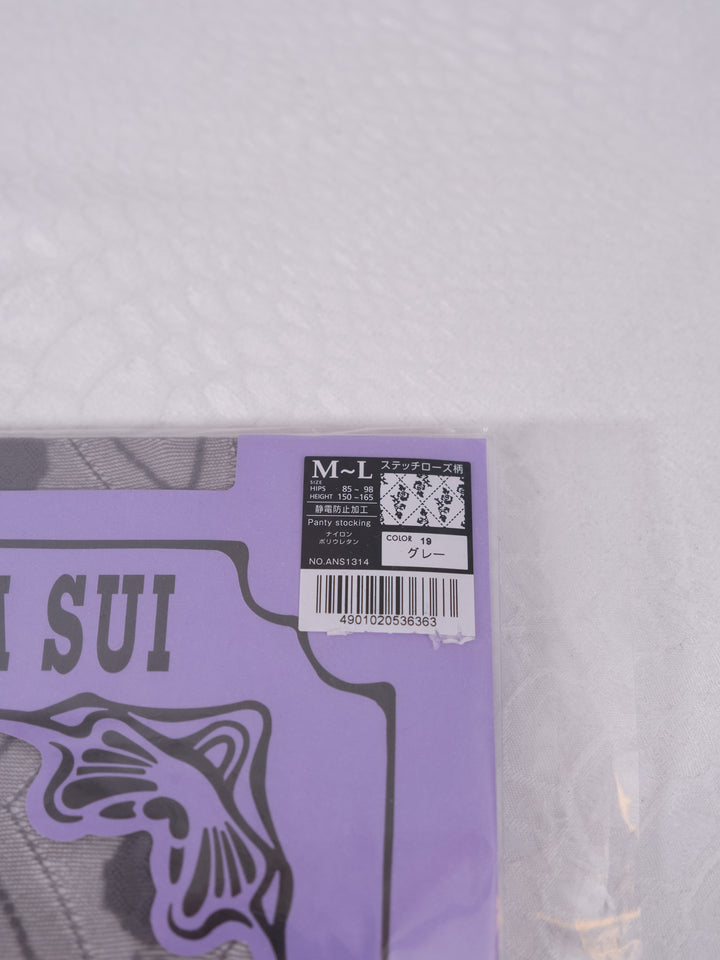 SUI
M~L
SIZE
HIPS 85~ 98
HEIGHT 150~165
静電防止加工
Panty stocking
ナイロン
ポリウレタン
NO.ANS1314
ステッチローズ柄
COLOR 19
グレー
4901020536363